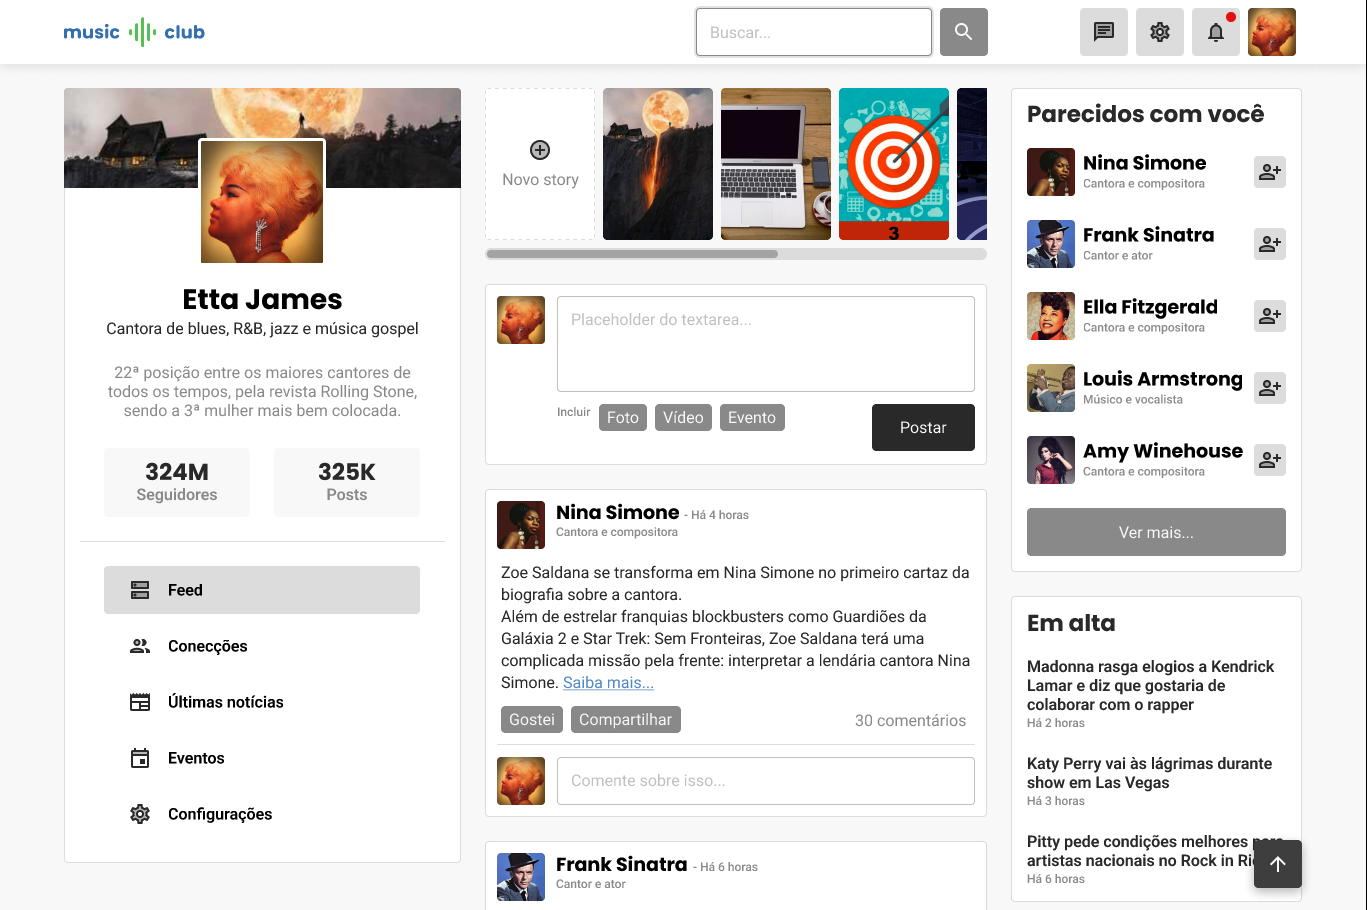 music club
Buscar...
Etta James
Cantora de blues, R&B, jazz e música gospel
22ª posição entre os maiores cantores de
todos os tempos, pela revista Rolling Stone,
sendo a 3ª mulher mais bem colocada.
324M
Seguidores
325K
Posts
Feed
Conecções
Últimas notícias
Eventos
Configurações
Novo story
3
Placeholder do textarea...
Incluir
Foto
Vídeo
Evento
Postar
Nina Simone - Há 4 horas
Cantora e compositora
Zoe Saldana se transforma em Nina Simone no primeiro cartaz da
biografia sobre a cantora.
Além de estrelar franquias blockbusters como Guardiões da
Galáxia 2 e Star Trek: Sem Fronteiras, Zoe Saldana terá uma
complicada missão pela frente: interpretar a lendária cantora Nina
Simone. Saiba mais...
Gostei
Compartilhar
30 comentários
Comente sobre isso...
Frank Sinatra - Há 6 horas
Cantor e ator
Parecidos com você
Nina Simone
Cantora e compositora
Frank Sinatra
Cantor e ator
Ella Fitzgerald
Cantora e compositora
Louis Armstrong
Músico e vocalista
Amy Winehouse
Cantora e compositora
Ver mais...
Em alta
Madonna rasga elogios a Kendrick
Lamar e diz que gostaria de
colaborar com o rapper
Há 2 horas
Katy Perry vai às lágrimas durante
show em Las Vegas
Há 3 horas
Pitty pede condições melhores
artistas nacionais no Rock in
Há 6 horas